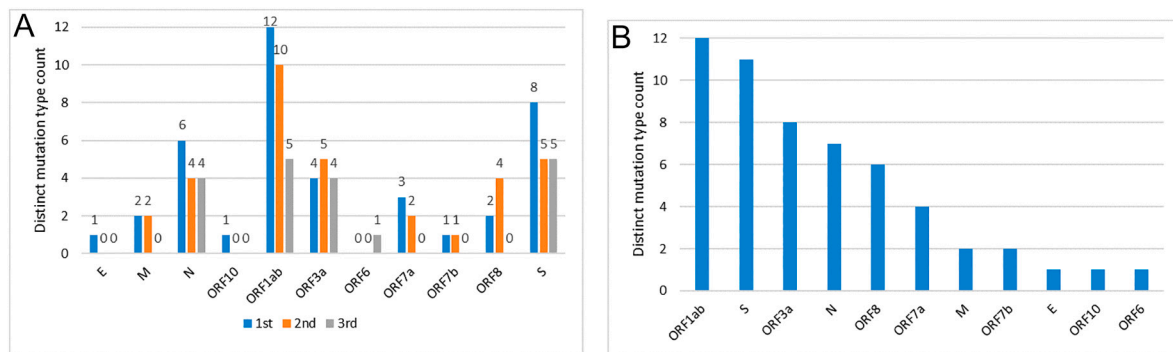 A
Distinct mutation type count
12
10
8
6
4
2
0
1 0 0
2 2 0
6 4 4
1 0 0
12 10 5
4 5 4
0 0 1
3 2 0
1 1 0
2 4 0
8 5 5
E M N ORF10 ORF1ab ORF3a ORF6 ORF7a ORF7b ORF8 S
1st 2nd 3rd
B
Distinct mutation type count
12
10
8
6
4
2
0
ORF1ab S ORF3a N ORF8 ORF7a M ORF7b E ORF10 ORF6